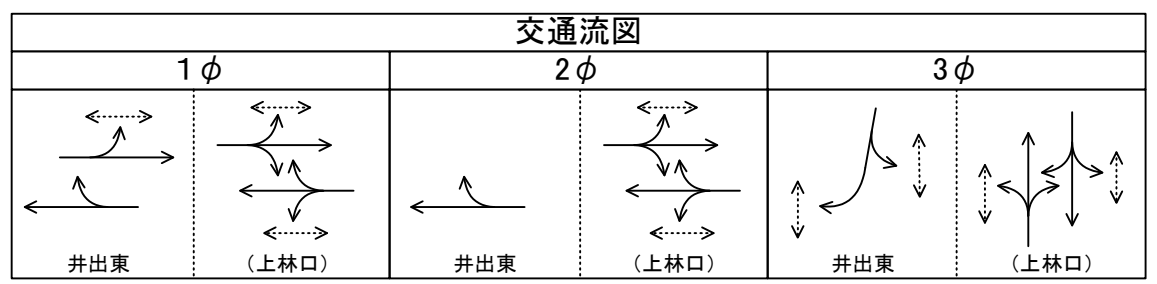 交通流図
1φ 2φ 3φ
井出東 (上林口) 井出東 (上林口) 井出東 (上林口)